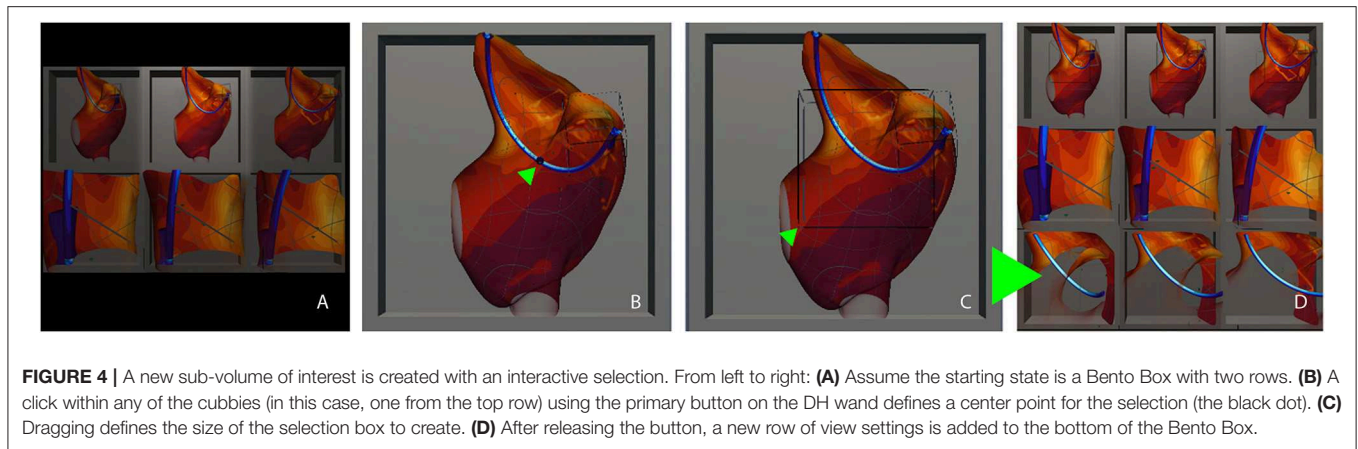 A
B
C
D
FIGURE 4 | A new sub-volume of interest is created with an interactive selection. From left to right: (A) Assume the starting state is a Bento Box with two rows. (B) A
click within any of the cubbies (in this case, one from the top row) using the primary button on the DH wand defines a center point for the selection (the black dot). (C)
Dragging defines the size of the selection box to create. (D) After releasing the button, a new row of view settings is added to the bottom of the Bento Box.